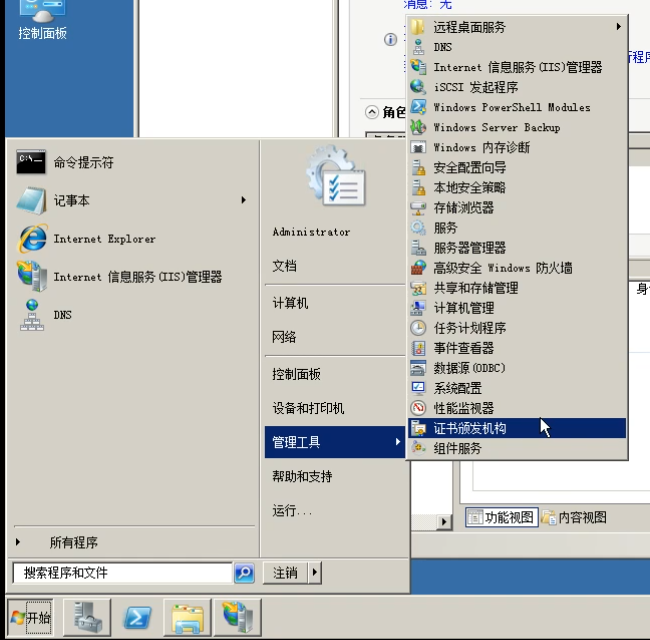 控制面板
消息: 无
行程序
角色
命令提示符
记事本
Internet Explorer
Internet 信息服务(IIS)管理器
DNS
所有程序
搜索程序和文件
Administrator
文档
计算机
网络
控制面板
设备和打印机
管理工具
帮助和支持
运行...
注销
远程桌面服务
DNS
Internet 信息服务(IIS)管理器
iSCSI 发起程序
Windows PowerShell Modules
Windows Server Backup
Windows 内存诊断
安全配置向导
本地安全策略
存储浏览器
服务
服务器管理器
高级安全 Windows 防火墙
共享和存储管理
计算机管理
任务计划程序
事件查看器
数据源(ODBC)
系统配置
性能监视器
证书颁发机构
组件服务
身
功能视图
内容视图
开始